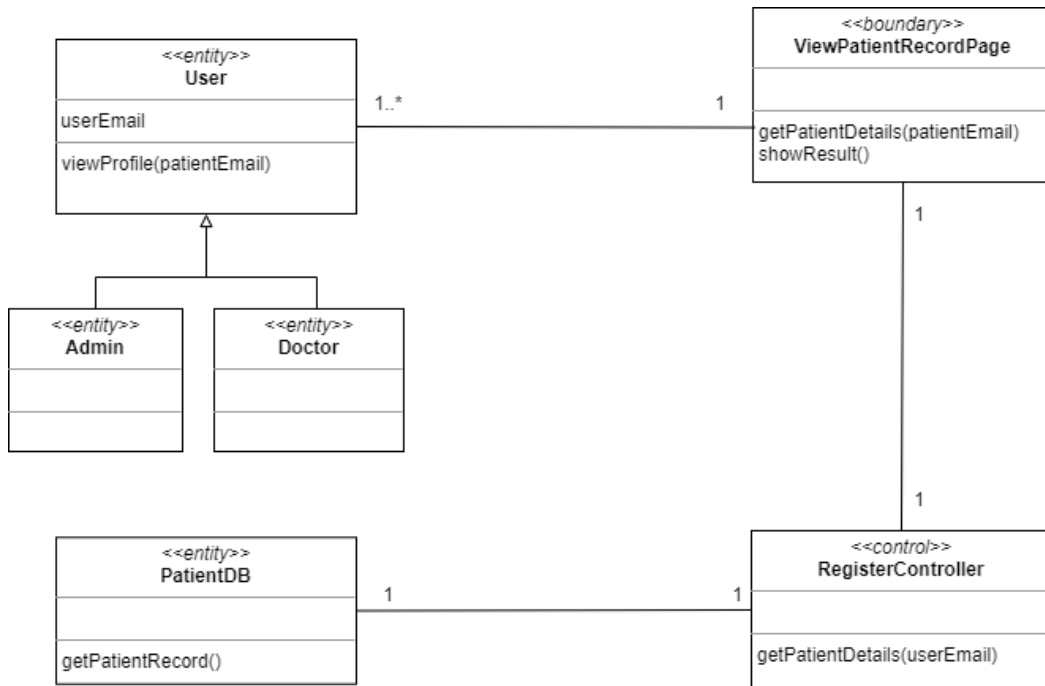 <<entity>>
User
userEmail
viewProfile(patientEmail)
1..*
1
<<boundary>>
ViewPatientRecordPage
getPatientDetails(patientEmail)
showResult()
1
<<entity>>
Admin
<<entity>>
Doctor
1
<<entity>>
PatientDB
getPatientRecord()
1
1
<<control>>
RegisterController
getPatientDetails(userEmail)